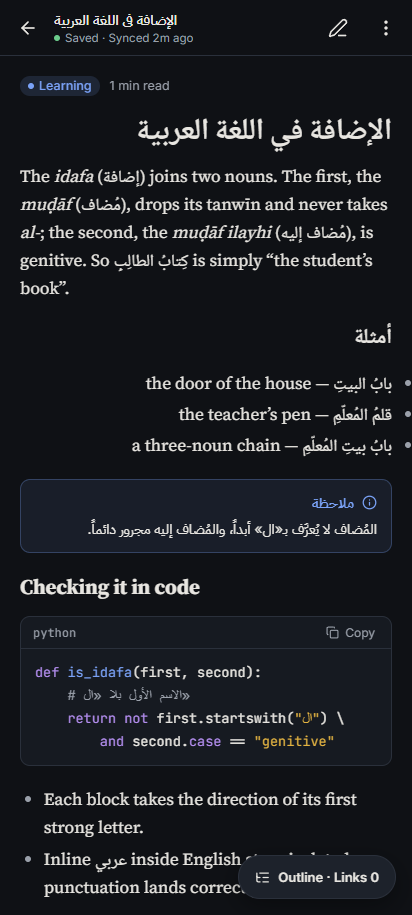 الإضافة في اللغة العربية
Saved · Synced 2m ago
Learning
1 min read
الإضافة في اللغة العربية
The idafa (إضافة) joins two nouns. The first, the
muḍāf (مُضاف), drops its tanwīn and never takes
al-; the second, the muḍāf ilayhi (مُضاف إليه), is
genitive. So كِتابُ الطالِبِ is simply “the student’s
book”.
أمثلة
بابُ البيتِ — the door of the house
قلمُ المُعلّمِ — the teacher’s pen
بابُ بيتِ المُعلّمِ — a three-noun chain
ملاحظة
المُضاف لا يُعرَّف بـ«ال» أبداً، والمُضاف إليه مجرور دائماً.
Checking it in code
python
Copy
def is_idafa(first, second):
# الاسم الأول بلا «ال»
return not first.startswith("ال") \
and second.case == "genitive"
Each block takes the direction of its first
strong letter.
Inline عربي inside English
punctuation lands
Outline · Links 0